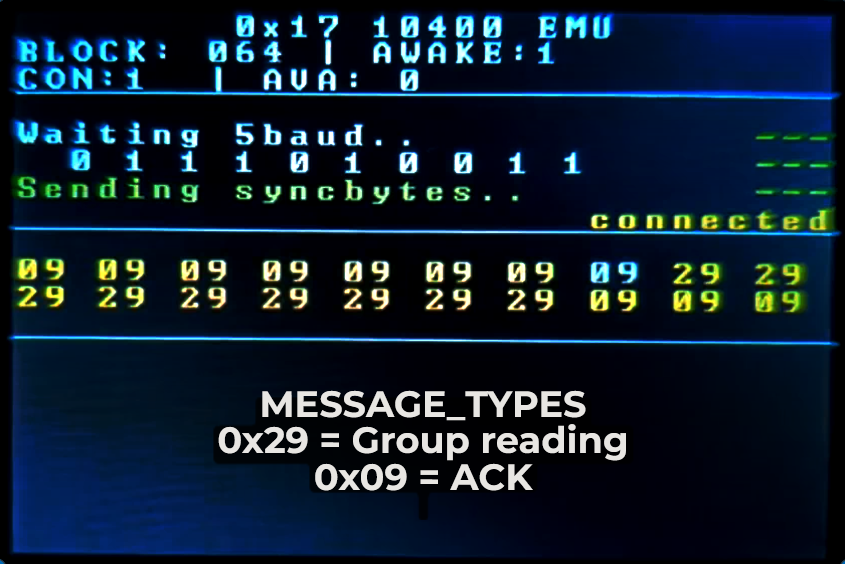 0x17 10400 EMU
BLOCK: 064 | AWAKE:1
CON:1 | AVA: 0
Waiting 5baud.. ---
0 1 1 1 0 1 0 0 1 1 ---
Sending syncbytes.. ---
connected
09 09 09 09 09 09 09 09 29 29
29 29 29 29 29 29 29 09 09 09
MESSAGE_TYPES
0x29 = Group reading
0x09 = ACK